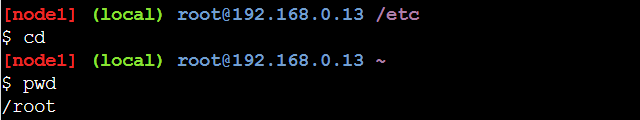 [node1] (local) root@192.168.0.13 /etc
$ cd
[node1] (local) root@192.168.0.13 ~
$ pwd
/root